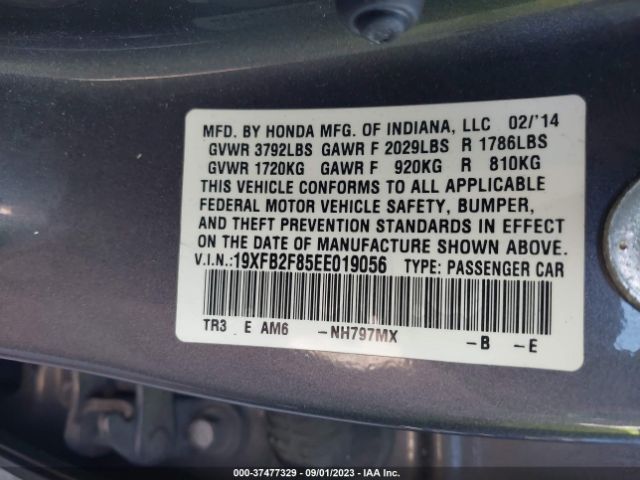 MFD. BY HONDA MFG. OF INDIANA, LLC 02/'14
GVWR 3792LBS GAWR F 2029LBS R 1786LBS
GVWR 1720KG GAWR F 920KG R 810KG
THIS VEHICLE CONFORMS TO ALL APPLICABLE
FEDERAL MOTOR VEHICLE SAFETY, BUMPER,
AND THEFT PREVENTION STANDARDS IN EFFECT
ON THE DATE OF MANUFACTURE SHOWN ABOVE.
V.I.N.:19XFB2F85EE019056 TYPE: PASSENGER CAR
TR3 E AM6 -NH797MX -B -E
000-37477329 - 09/01/2023 - IAA Inc.